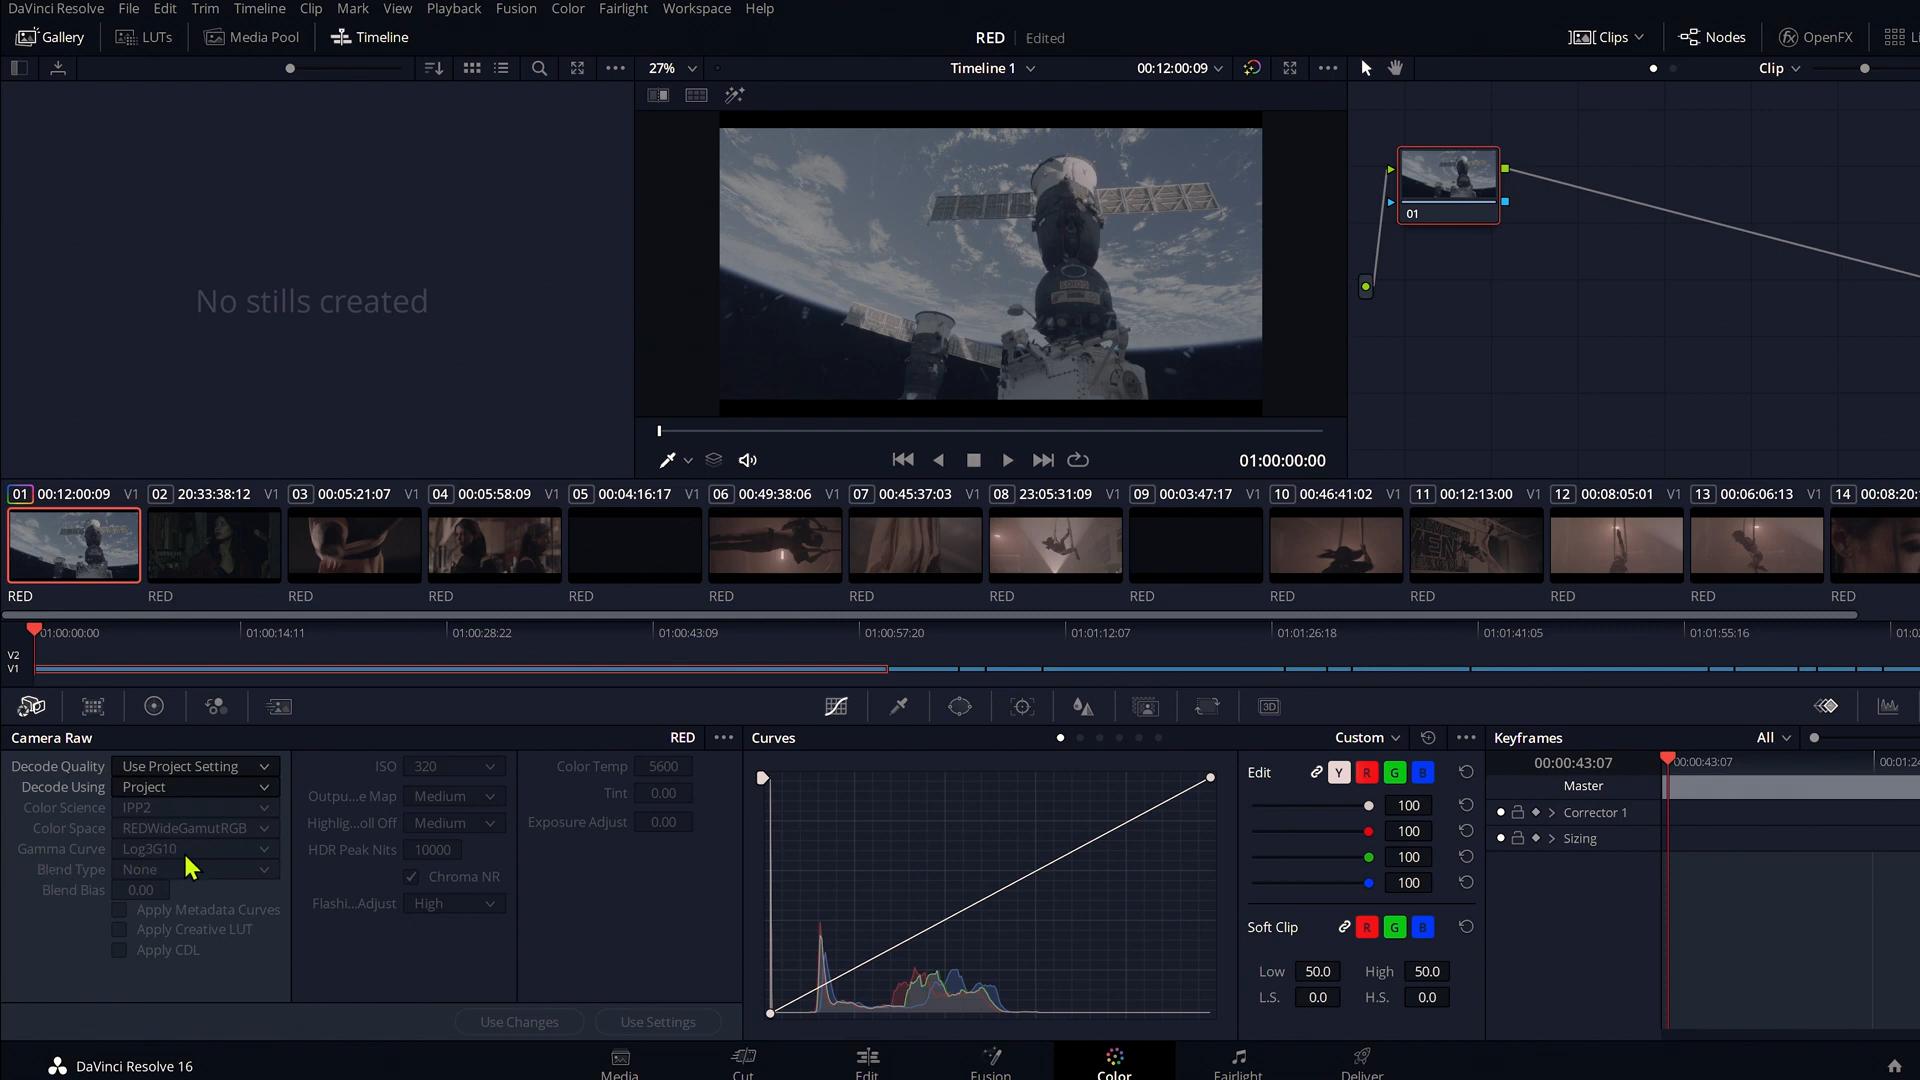 DaVinci Resolve File Edit Trim Timeline Clip Mark View Playback Fusion Color Fairlight Workspace Help
Gallery LUTs Media Pool Timeline RED Edited Clips Nodes OpenFX
27% Timeline 1 00:12:00:09 Clip
No stills created
01
01:00:00:00
01 00:12:00:09 V1 02 20:33:38:12 V1 03 00:05:21:07 V1 04 00:05:58:09 V1 05 00:04:16:17 V1 06 00:49:38:06 V1 07 00:45:37:03 V1 08 23:05:31:09 V1 09 00:03:47:17 V1 10 00:46:41:02 V1 11 00:12:13:00 V1 12 00:08:05:01 V1 13 00:06:06:13 V1 14 00:08:20:
RED RED RED RED RED RED RED RED RED RED RED RED RED RED
01:00:00:00 01:00:14:11 01:00:28:22 01:00:43:09 01:00:57:20 01:01:12:07 01:01:26:18 01:01:41:05 01:01:55:16 01:02
V2
V1
3D
Camera Raw RED
Decode Quality Use Project Setting
Decode Using Project
Color Science IPP2
Color Space REDWideGamutRGB
Gamma Curve Log3G10
Blend Type None
Blend Bias 0.00
Apply Metadata Curves
Apply Creative LUT
Apply CDL
ISO 320
Outpu...e Map Medium
Highlig...oll Off Medium
HDR Peak Nits 10000
Chroma NR
Flashi...Adjust High
Color Temp 5600
Tint 0.00
Exposure Adjust 0.00
Use Changes Use Settings
Curves Custom
Edit Y R G B
100
100
100
100
Soft Clip R G B
Low 50.0 High 50.0
L.S. 0.0 H.S. 0.0
Keyframes All
00:00:43:07 00:00:43:07 00:01:24
Master
Corrector 1
Sizing
DaVinci Resolve 16 Media Cut Edit Fusion Color Fairlight Deliver